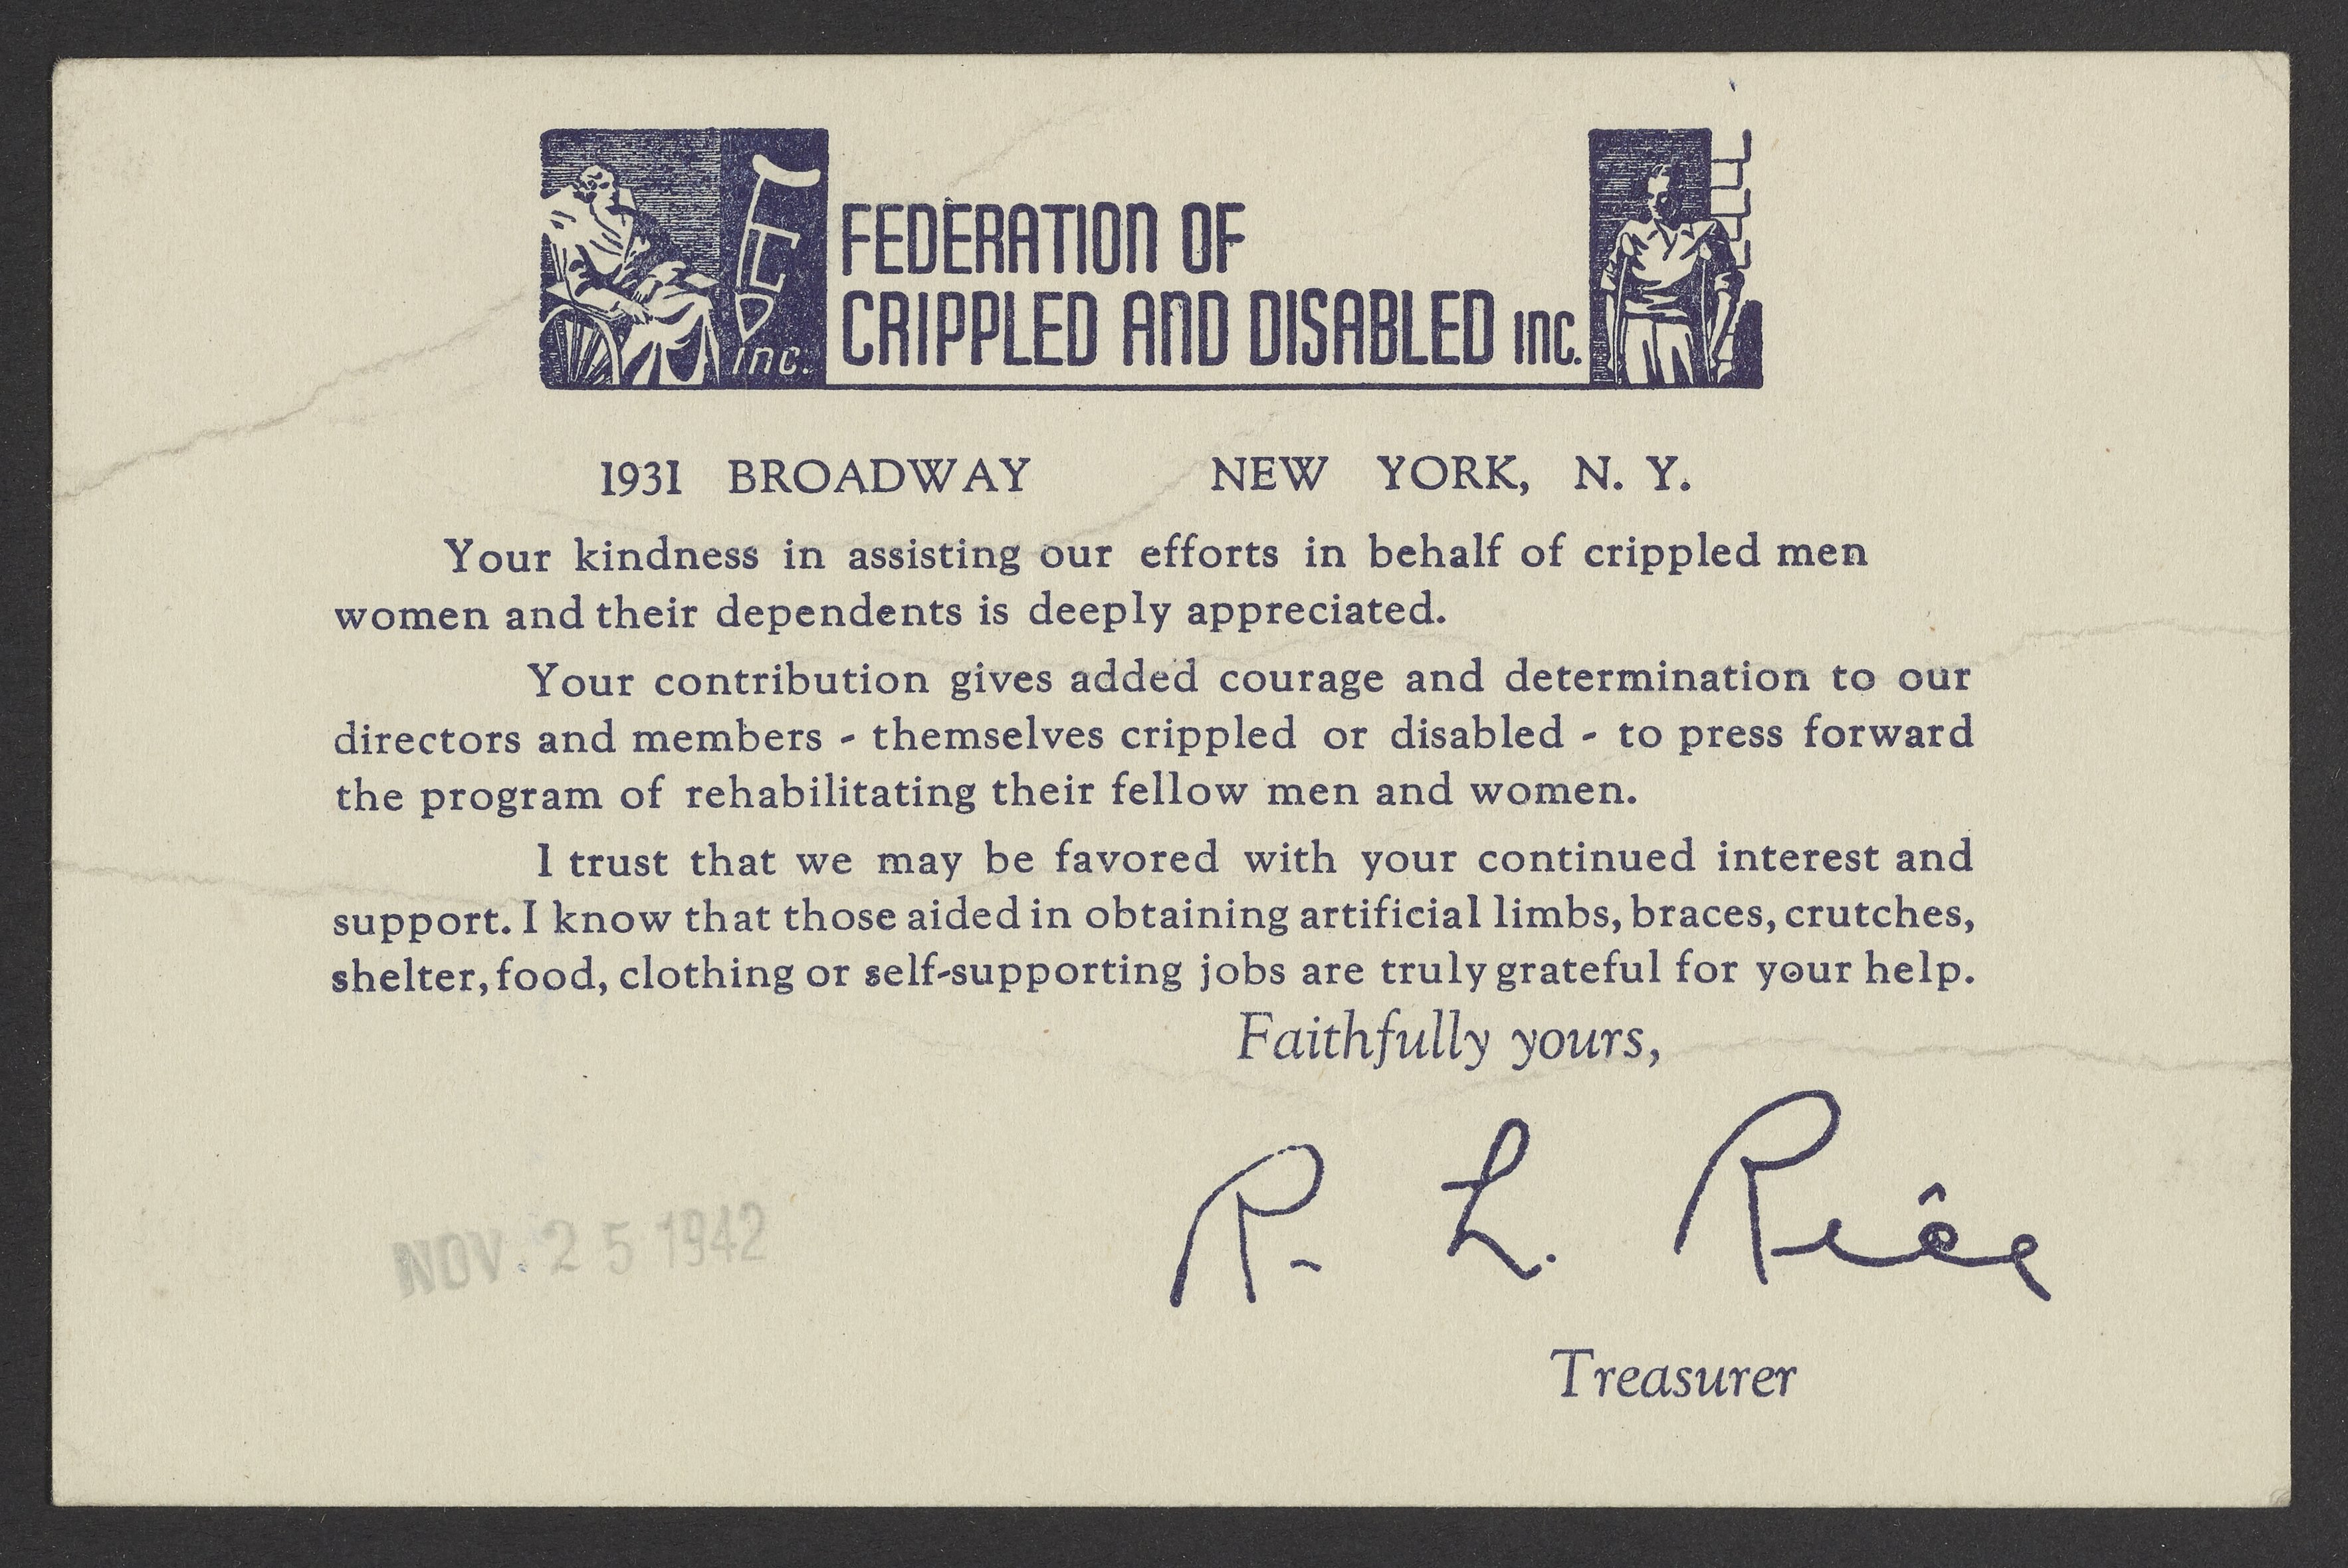 inc.
FEDERATION OF
CRIPPLED AND DISABLED INC.
1931 BROADWAY NEW YORK, N. Y.
Your kindness in assisting our efforts in behalf of crippled men
women and their dependents is deeply appreciated.
Your contribution gives added courage and determination to our
directors and members - themselves crippled or disabled - to press forward
the program of rehabilitating their fellow men and women.
I trust that we may be favored with your continued interest and
support. I know that those aided in obtaining artificial limbs, braces, crutches,
shelter, food, clothing or self-supporting jobs are truly grateful for your help.
Faithfully yours,
R. L.
NOV. 25 1942
Treasurer